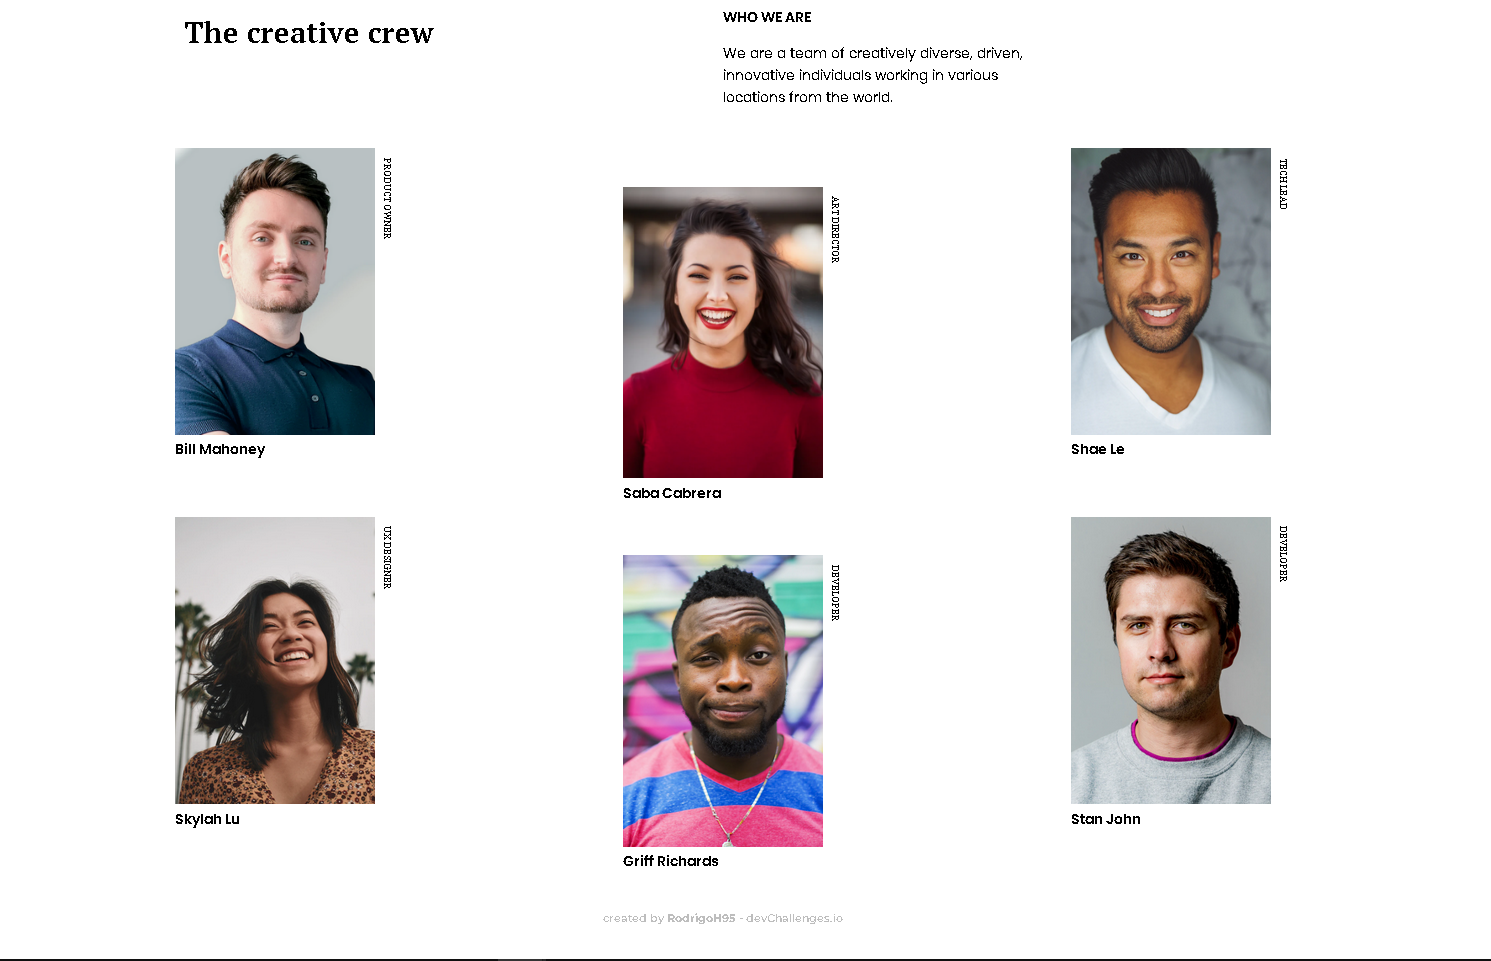 The creative crew
WHO WE ARE
We are a team of creatively diverse, driven,
innovative individuals working in various
locations from the world.
PRODUCT OWNER
Bill Mahoney
ART DIRECTOR
Saba Cabrera
TECH LEAD
Shae Le
UX DESIGNER
Skylah Lu
DEVELOPER
Griff Richards
DEVELOPER
Stan John
created by RodrigoH95 - devChallenges.io